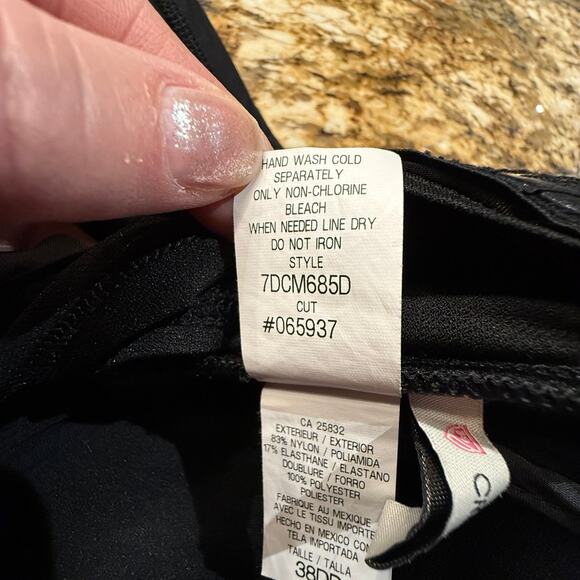 HAND WASH COLD
SEPARATELY
ONLY NON-CHLORINE
BLEACH
WHEN NEEDED LINE DRY
DO NOT IRON
STYLE
7DCM685D
CUT
#065937
CA 25832
EXTERIEUR / EXTERIOR
83% NYLON / POLIAMIDA
17% ELASTHANE / ELASTANO
DOUBLURE / FORRO
100% POLYESTER
POLIESTER
FABRIQUE AU MEXIQUE
AVEC LE TISSU IMPORTE
HECHO EN MEXICO CON
TELA IMPORTADA
TAILLE / TALLA
38DD